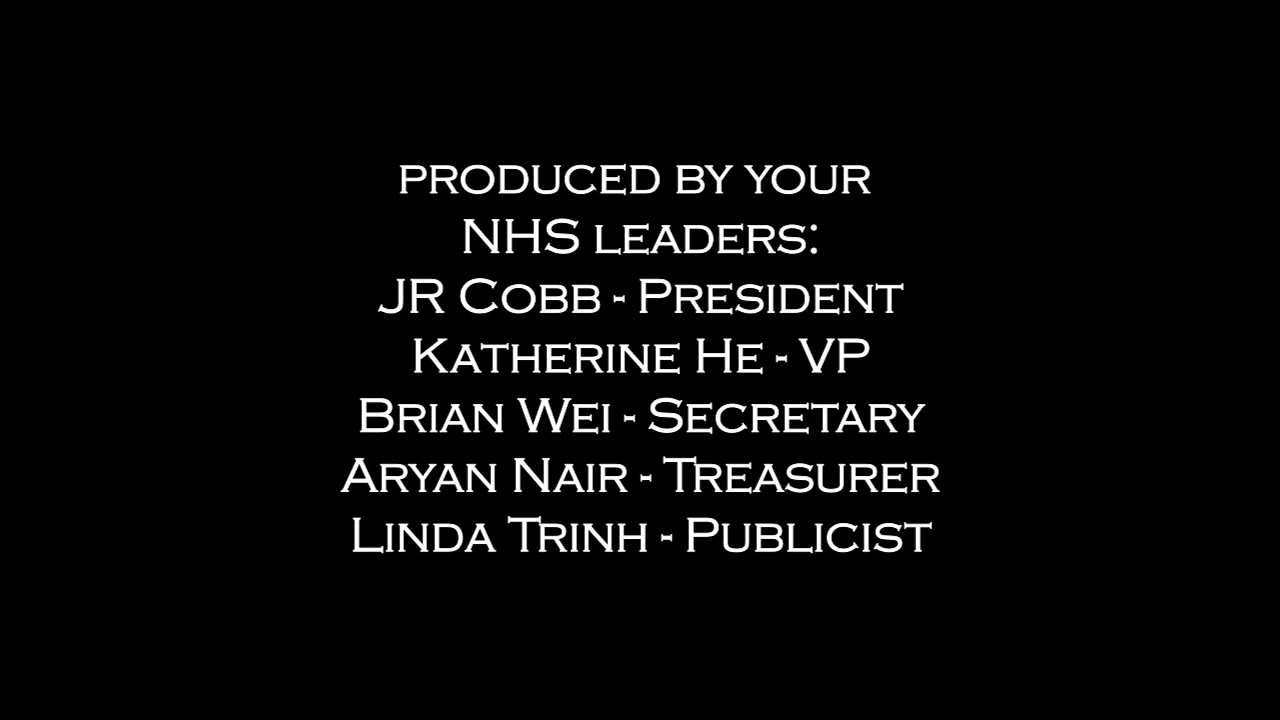 PRODUCED BY YOUR
NHS LEADERS:
JR COBB - PRESIDENT
KATHERINE HE - VP
BRIAN WEI - SECRETARY
ARYAN NAIR - TREASURER
LINDA TRINH - PUBLICIST